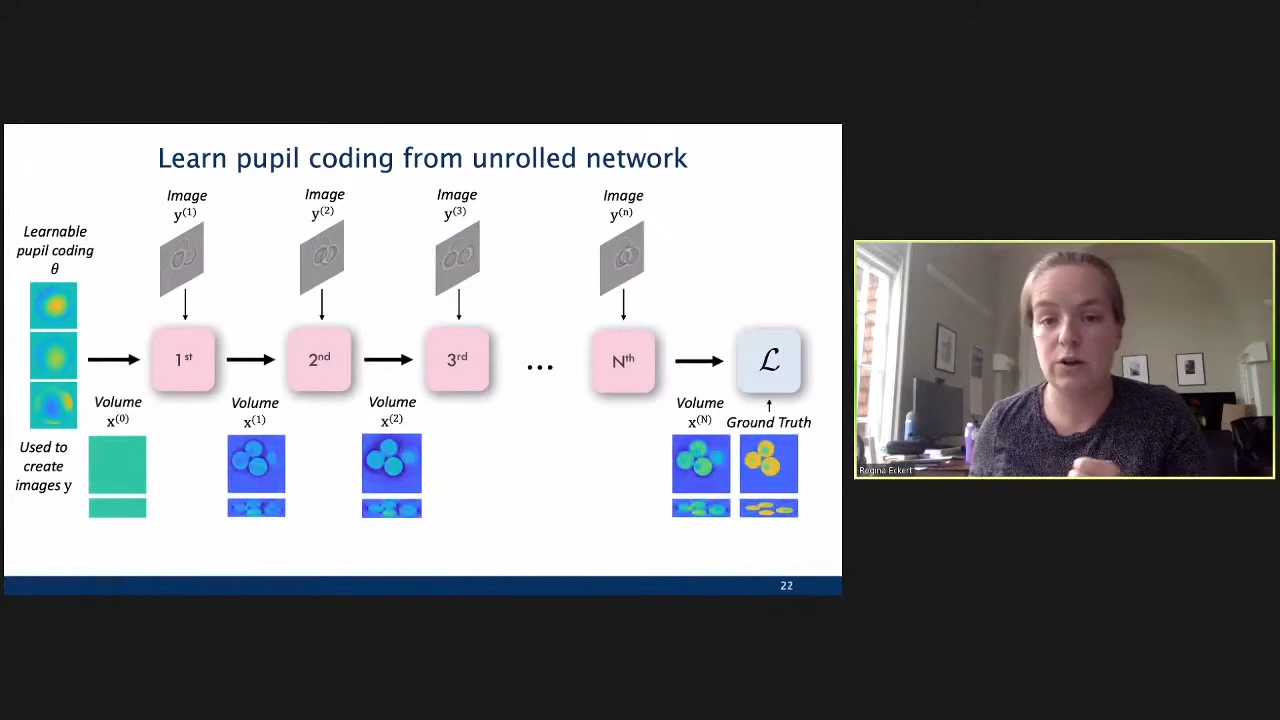 Learn pupil coding from unrolled network
Image
y(1)
Image
y(2)
Image
y(3)
Image
y(n)
Learnable
pupil coding
θ
1st
2nd
3rd
...
Nth
ℒ
Volume
x(0)
Volume
x(1)
Volume
x(2)
Volume
x(N)
Ground Truth
Used to
create
images y
22
Regina Eckert